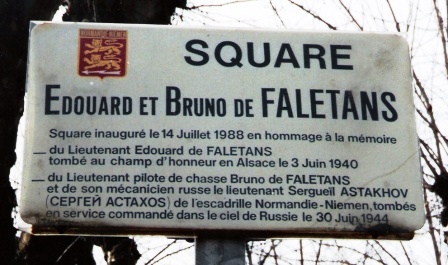 NORMANDIE NIEMEN
SQUARE
EDOUARD ET BRUNO DE FALETANS
Square inauguré le 14 Juillet 1988 en hommage à la mémoire
_ du Lieutenant Edouard de FALETANS
tombé au champ d'honneur en Alsace le 3 Juin 1940
_ du Lieutenant pilote de chasse Bruno de FALETANS
et de son mécanicien russe le lieutenant Sergueïl ASTAKHOV
(СЕРГЕЙ АСТАХОВ) de l'escadrille Normandie-Niemen, tombés
en service commandé dans le ciel de Russie le 30 Juin 1944